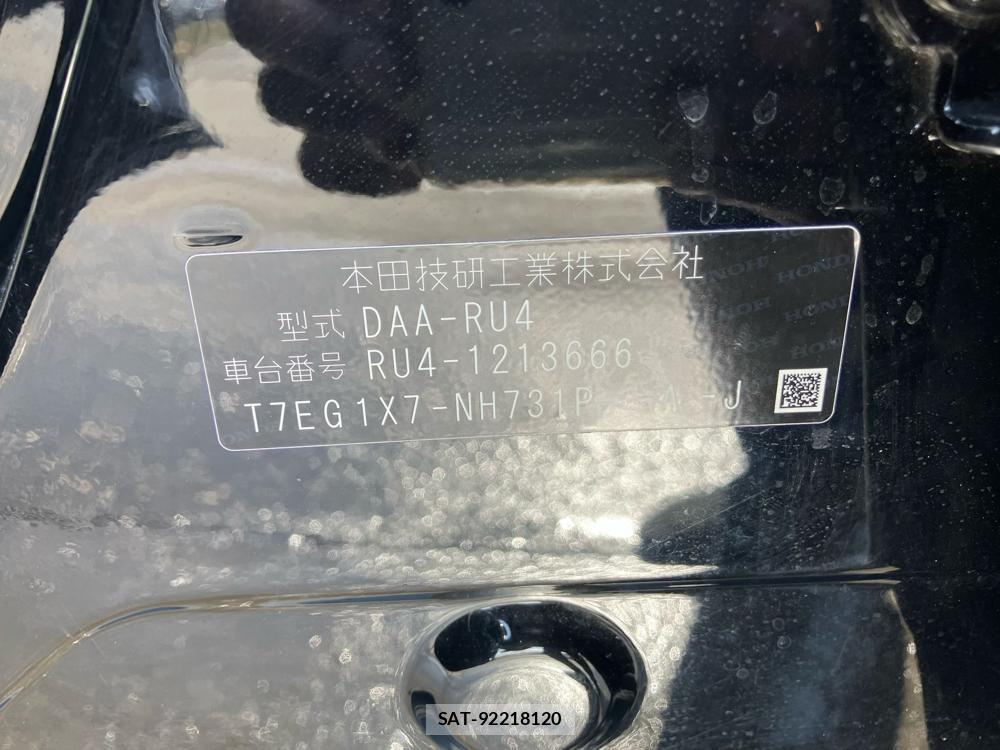 本田技研工業株式会社
型式 DAA-RU4
車台番号 RU4-1213666
T7EG1X7-NH731P -J
HONDA
SAT-92218120